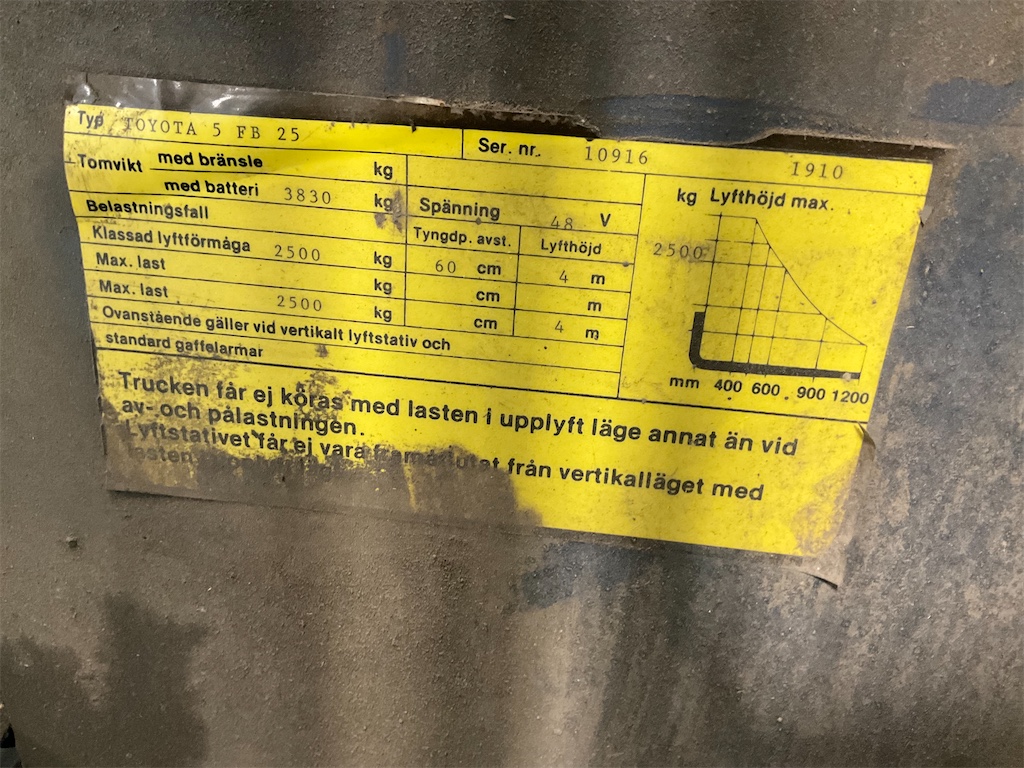 Typ TOYOTA 5 FB 25 Ser. nr. 10916 1910
Tomvikt med bränsle kg
med batteri 3830 kg Spänning 48 V
Belastningsfall Tyngdp. avst. Lyfthöjd
Klassad lyftförmåga 2500 kg 60 cm 4 m
Max. last kg cm m
Max. last 2500 kg cm 4 m
Ovanstående gäller vid vertikalt lyftstativ och
standard gaffelarmar
kg Lyfthöjd max.
2500
mm 400 600 900 1200
Trucken får ej köras med lasten i upplyft läge annat än vid
av- och pålastningen.
Lyftstativet får ej vara från vertikalläget med
lasten